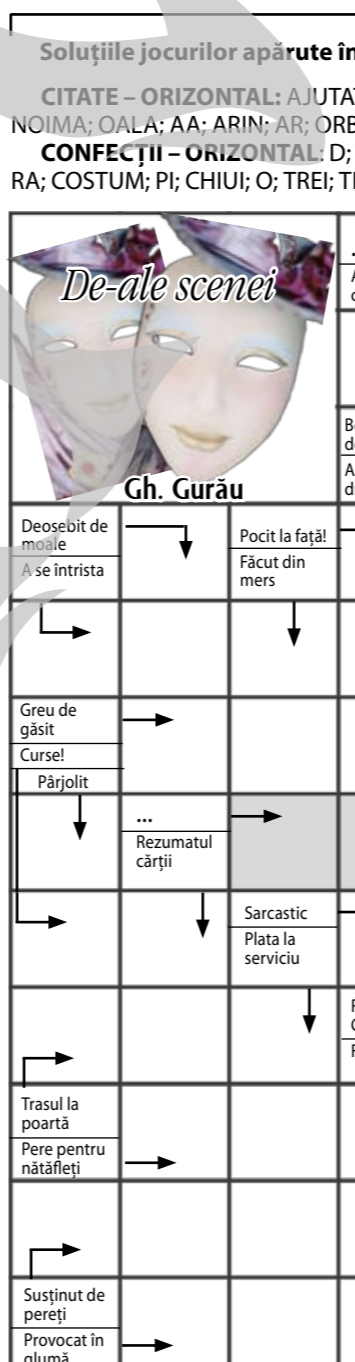 Soluțiile jocurilor apărute în
CITATE – ORIZONTAL: AJUTA
NOIMA; OALA; AA; ARIN; AR; ORB
CONFECȚII – ORIZONTAL: D;
RA; COSTUM; PI; CHIUI; O; TREI;
De-ale scenei
Gh. Gurău
Deosebit de
moale
A se întrista
Pocit la față!
Făcut din
mers
Greu de
găsit
Curse!
Pârjolit
...
Rezumatul
cărții
Sarcastic
Plata la
serviciu
Trasul la
poartă
Pere pentru
nătăfleți
Susținut de
pereți
Provocat în
glumă